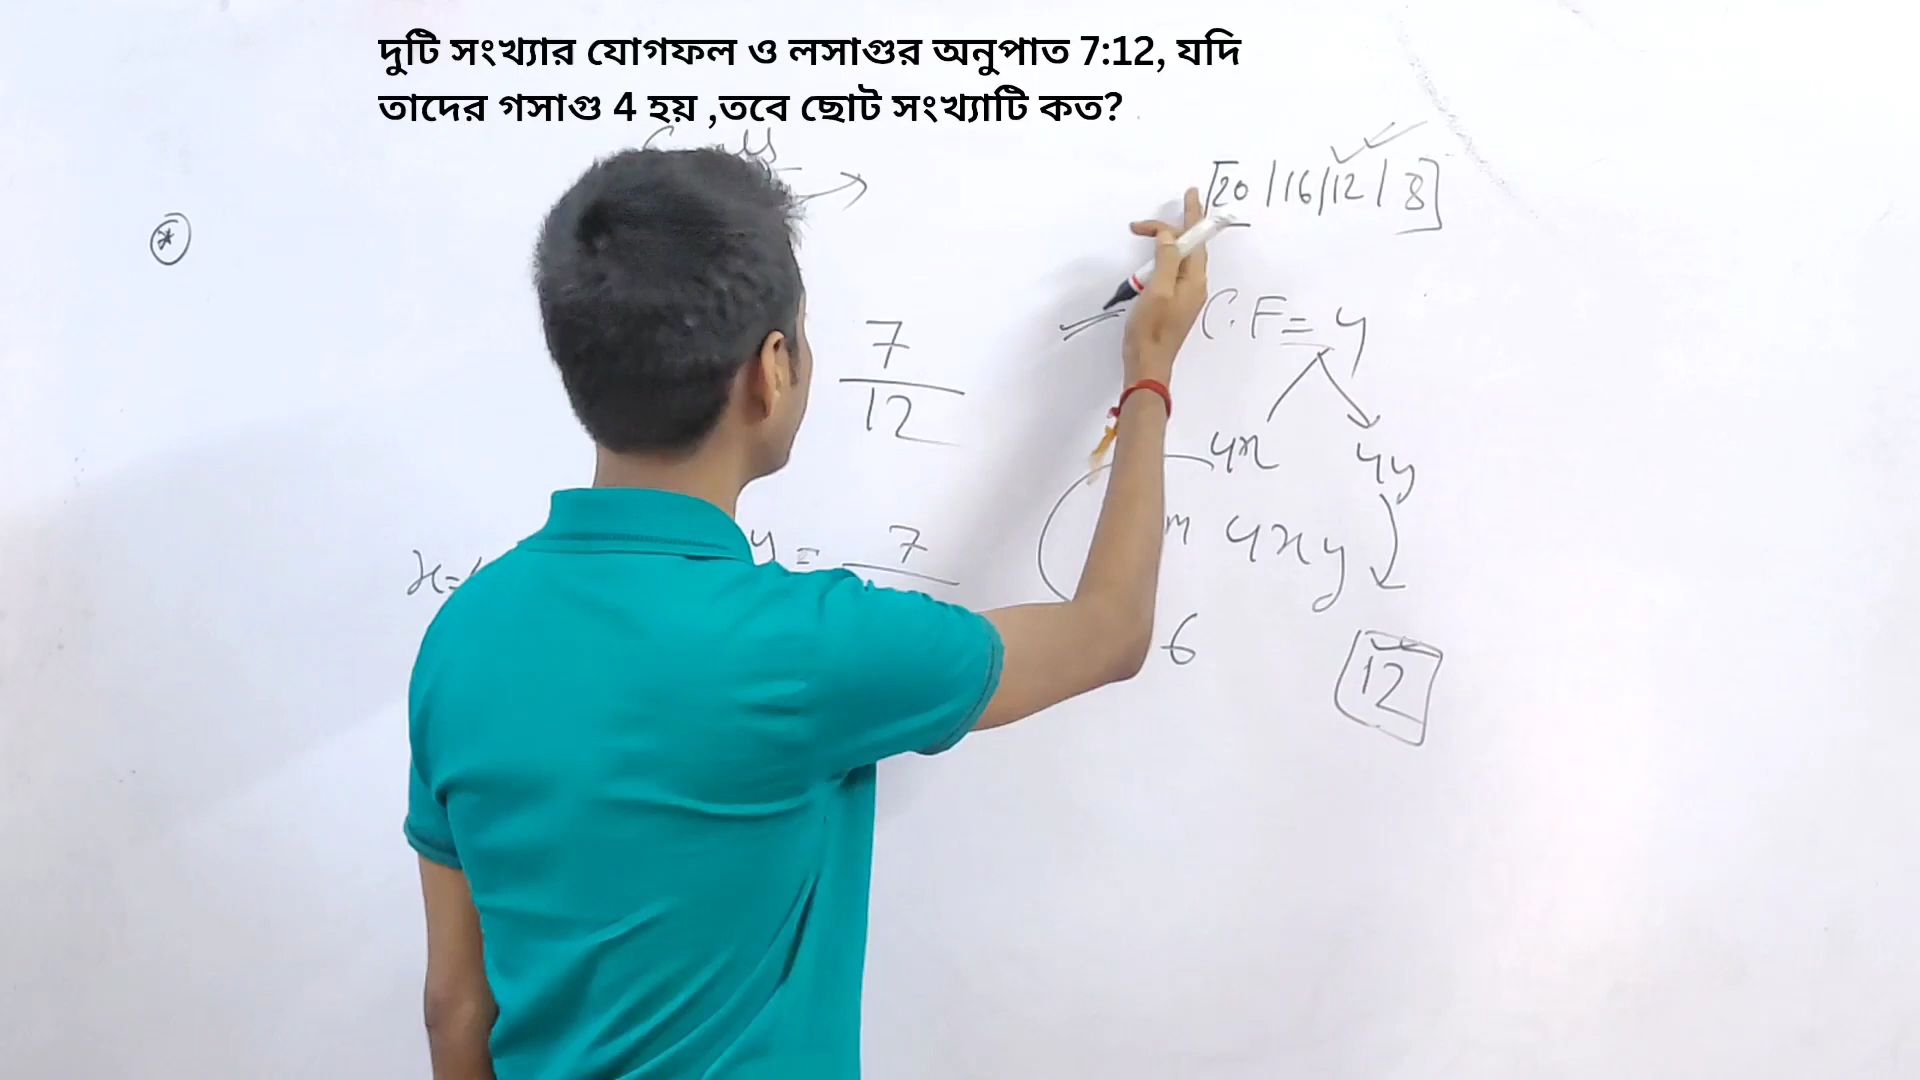 দুটি সংখ্যার যোগফল ও লসাগুর অনুপাত 7:12, যদি
তাদের গসাগু 4 হয় ,তবে ছোট সংখ্যাটি কত?
[20 / 16 / 12 / 8]
*
7
12
C.F = 4
4x 4y
x=
y = 7
4xy
6
12